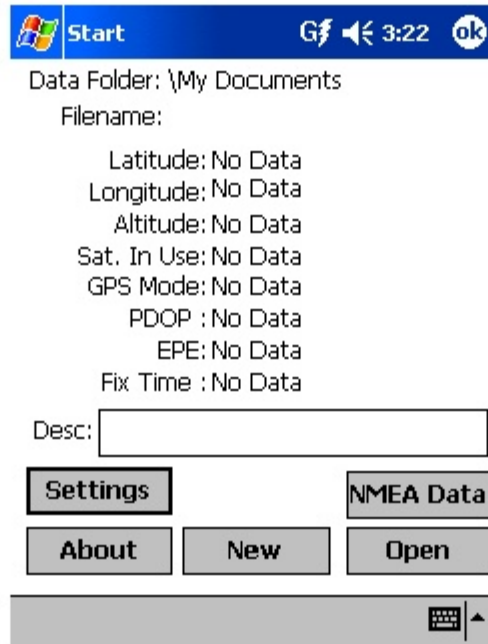 Start G 3:22 ok
Data Folder: \My Documents
Filename:
Latitude: No Data
Longitude: No Data
Altitude: No Data
Sat. In Use: No Data
GPS Mode: No Data
PDOP : No Data
EPE: No Data
Fix Time : No Data
Desc:
Settings NMEA Data
About New Open